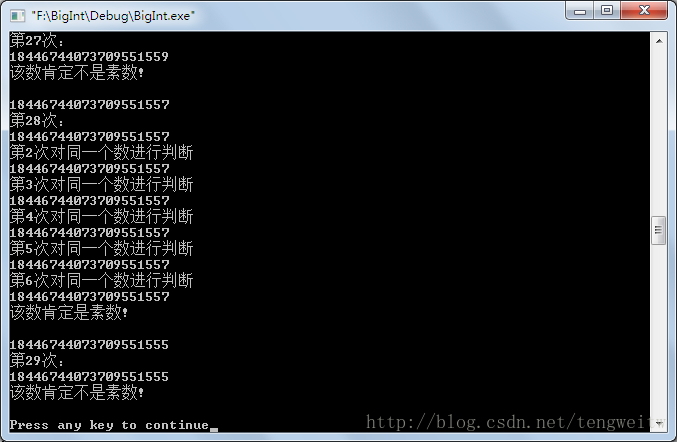 "F:\BigInt\Debug\BigInt.exe"
第27次:
18446744073709551559
该数肯定不是素数!
18446744073709551557
第28次:
18446744073709551557
第2次对同一个数进行判断
18446744073709551557
第3次对同一个数进行判断
18446744073709551557
第4次对同一个数进行判断
18446744073709551557
第5次对同一个数进行判断
18446744073709551557
第6次对同一个数进行判断
18446744073709551557
该数肯定是素数!
18446744073709551555
第29次:
18446744073709551555
该数肯定不是素数!
Press any key to continue_